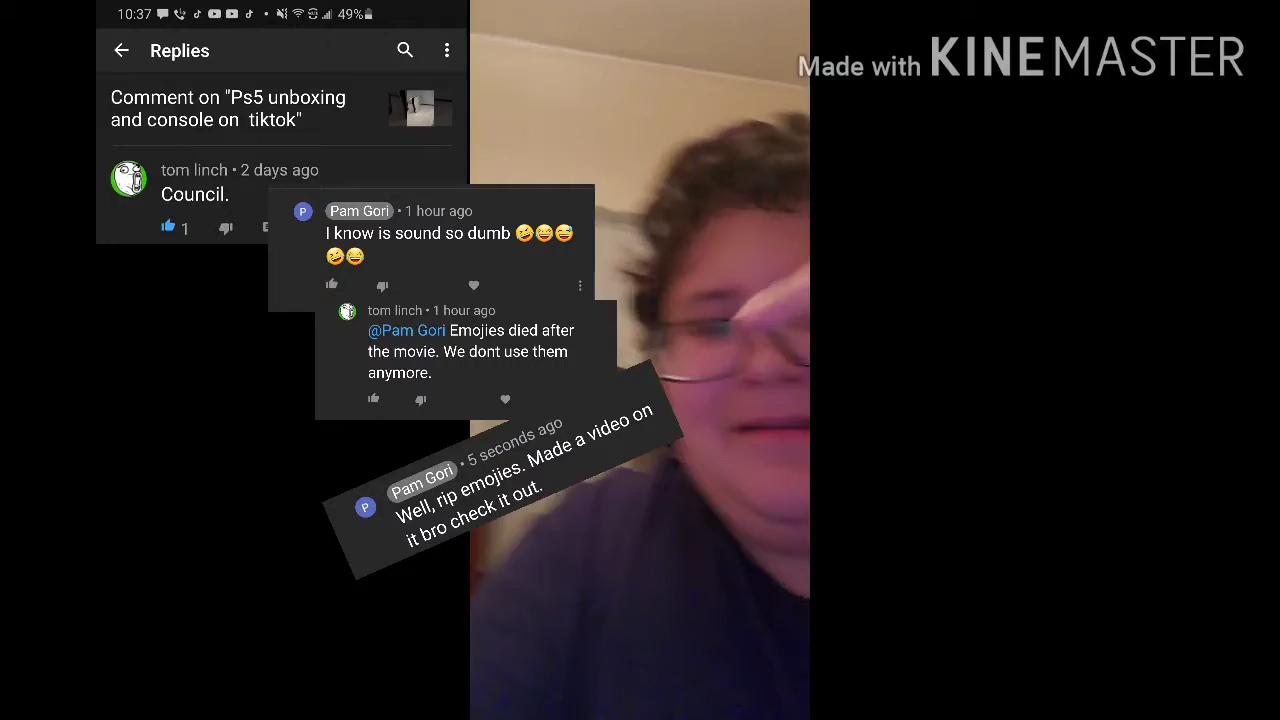 10:37 49%
Made with KINEMASTER
Replies
Comment on "Ps5 unboxing
and console on tiktok"
tom linch • 2 days ago
Council.
1
P Pam Gori • 1 hour ago
I know is sound so dumb 🤣😂😅
🤣😂
tom linch • 1 hour ago
@Pam Gori Emojies died after
the movie. We dont use them
anymore.
P Pam Gori • 5 seconds ago
Well, rip emojies. Made a video on
it bro check it out.